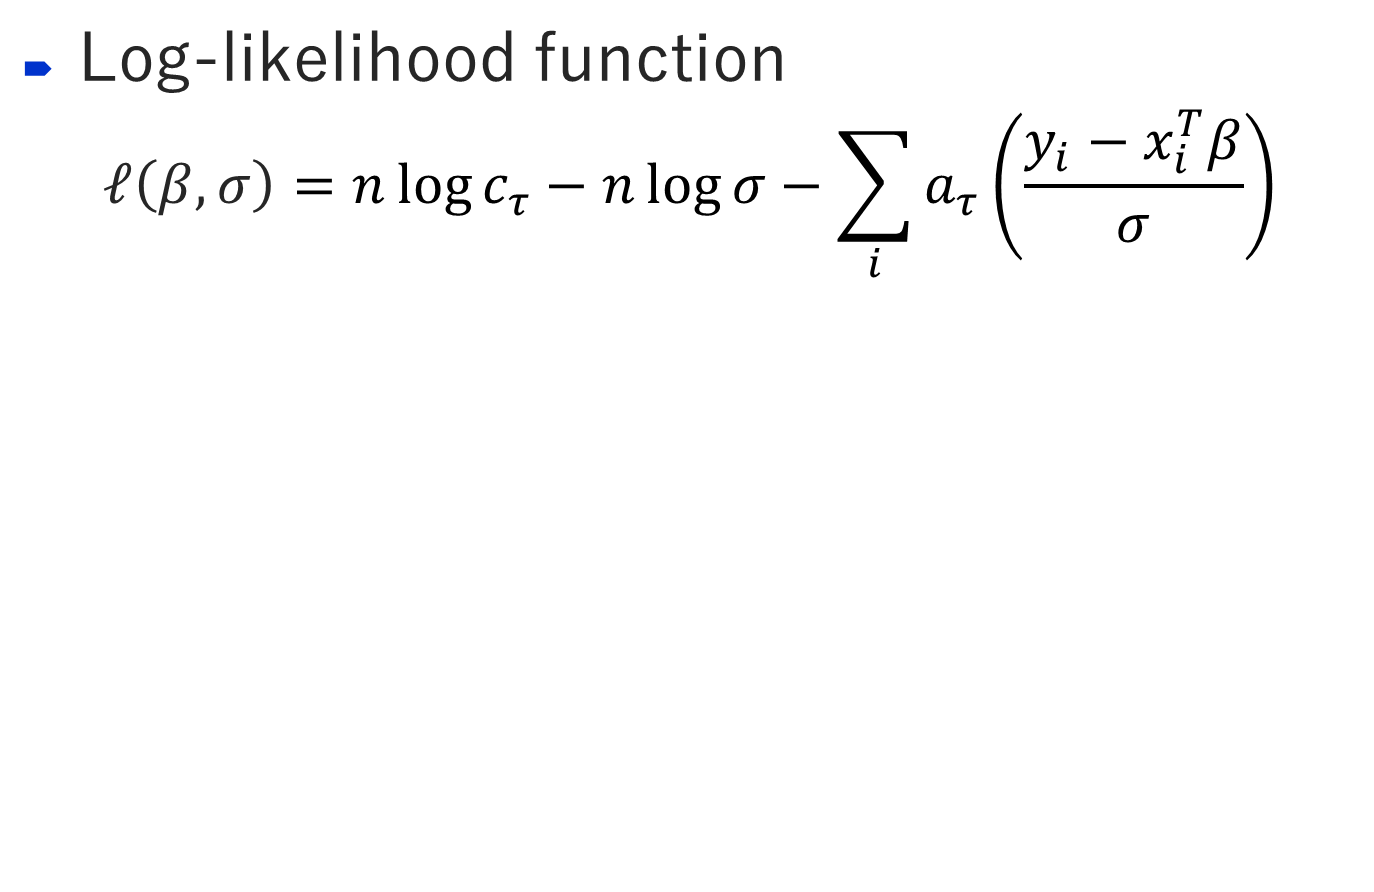 Log-likelihood function
ℓ(β, σ) = n log c_τ − n log σ − ∑_i a_τ ((y_i − x_i^T β)/σ)